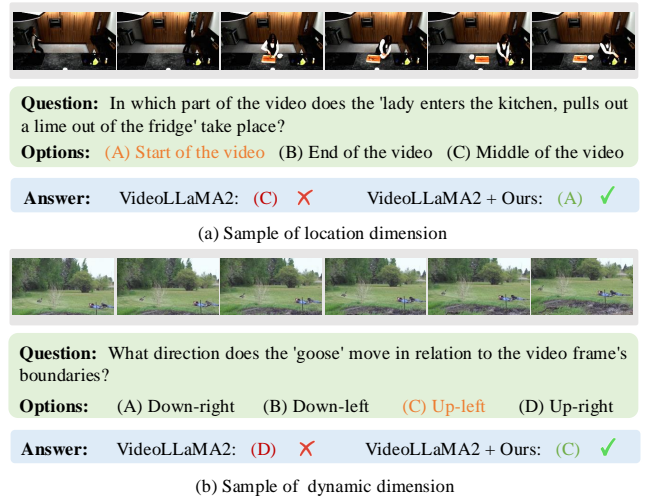 Question: In which part of the video does the 'lady enters the kitchen, pulls out
a lime out of the fridge' take place?
Options: (A) Start of the video (B) End of the video (C) Middle of the video
Answer: VideoLLaMA2: (C) ✗ VideoLLaMA2 + Ours: (A) ✓
(a) Sample of location dimension
Question: What direction does the 'goose' move in relation to the video frame's
boundaries?
Options: (A) Down-right (B) Down-left (C) Up-left (D) Up-right
Answer: VideoLLaMA2: (D) ✗ VideoLLaMA2 + Ours: (C) ✓
(b) Sample of dynamic dimension